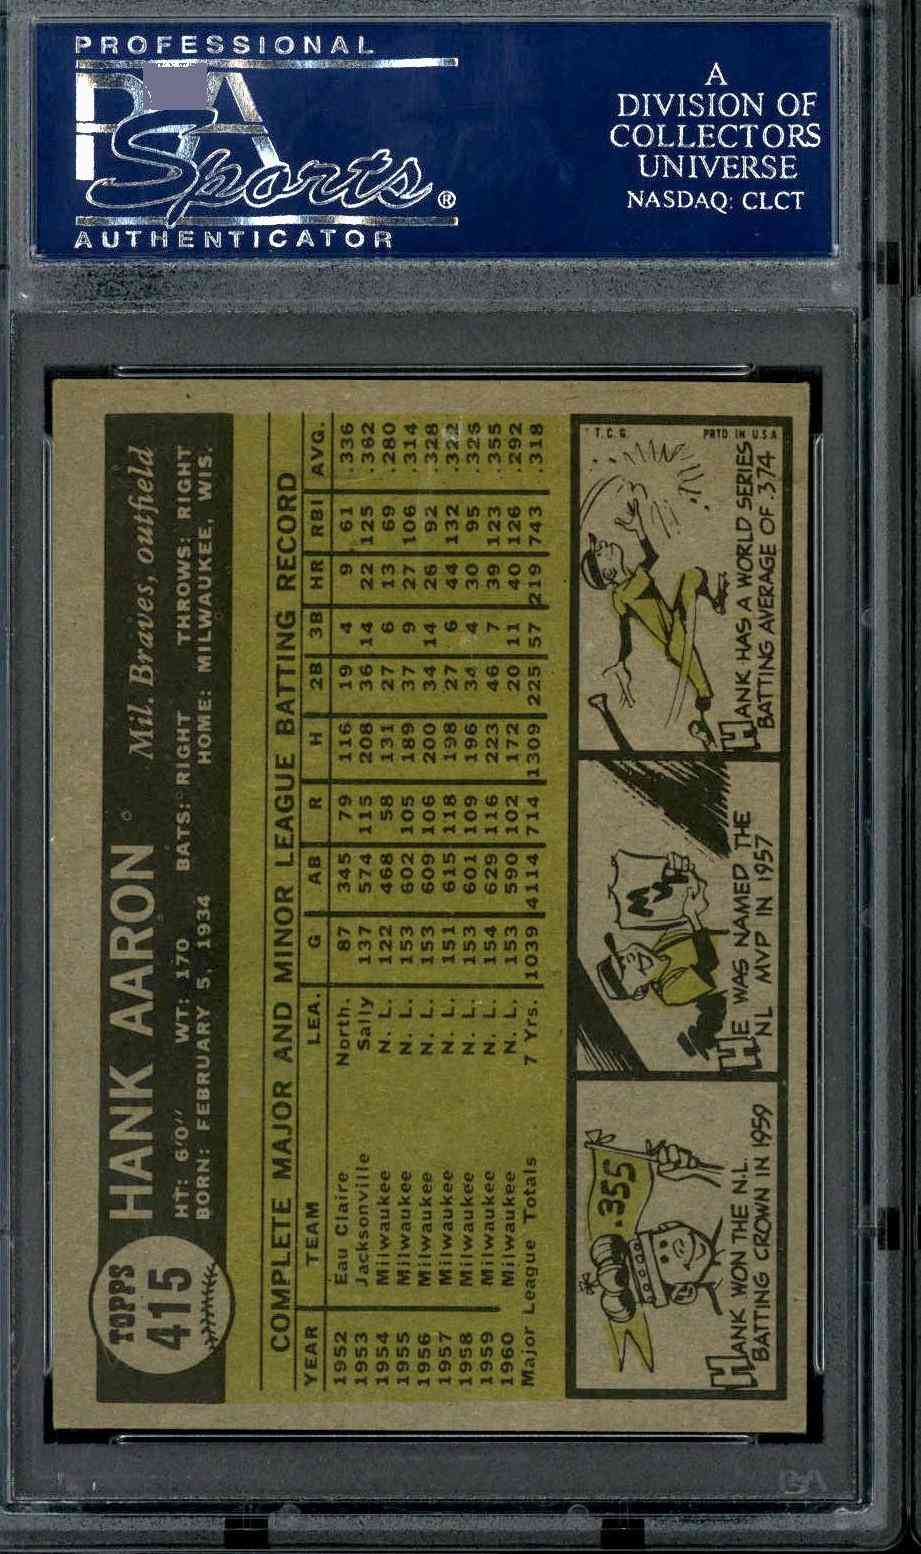 PROFESSIONAL
PSA
Sports®
AUTHENTICATOR
A
DIVISION OF
COLLECTORS
UNIVERSE
NASDAQ: CLCT
TOPPS
415
HANK AARON Mil. Braves, outfield
HT: 6'0" WT: 170 BATS: RIGHT THROWS: RIGHT
BORN: FEBRUARY 5, 1934 HOME: MILWAUKEE, WIS.
COMPLETE MAJOR AND MINOR LEAGUE BATTING RECORD
YEAR TEAM LEA. G AB R H 2B 3B HR RBI AVG.
1952 Eau Claire North. 87 345 79 116 19 4 9 61 .336
1953 Jacksonville Sally 137 574 115 208 36 14 22 125 .362
1954 Milwaukee N. L. 122 468 58 131 27 6 13 69 .280
1955 Milwaukee N. L. 153 602 105 189 37 9 27 106 .314
1956 Milwaukee N. L. 153 609 106 200 34 14 26 92 .328
1957 Milwaukee N. L. 151 615 118 198 27 6 44 132 .322
1958 Milwaukee N. L. 153 601 109 196 34 4 30 95 .325
1959 Milwaukee N. L. 154 629 116 223 46 7 39 123 .355
1960 Milwaukee N. L. 153 590 102 172 20 11 40 126 .292
Major League Totals 7 Yrs. 1039 4114 714 1309 225 57 219 743 .318
.355
HANK WON THE N.L.
BATTING CROWN IN 1959
M
HE WAS NAMED THE
NL MVP IN 1957
HANK HAS A WORLD SERIES
BATTING AVERAGE OF .374
T.C.G. PRTD IN U.S.A
PSA